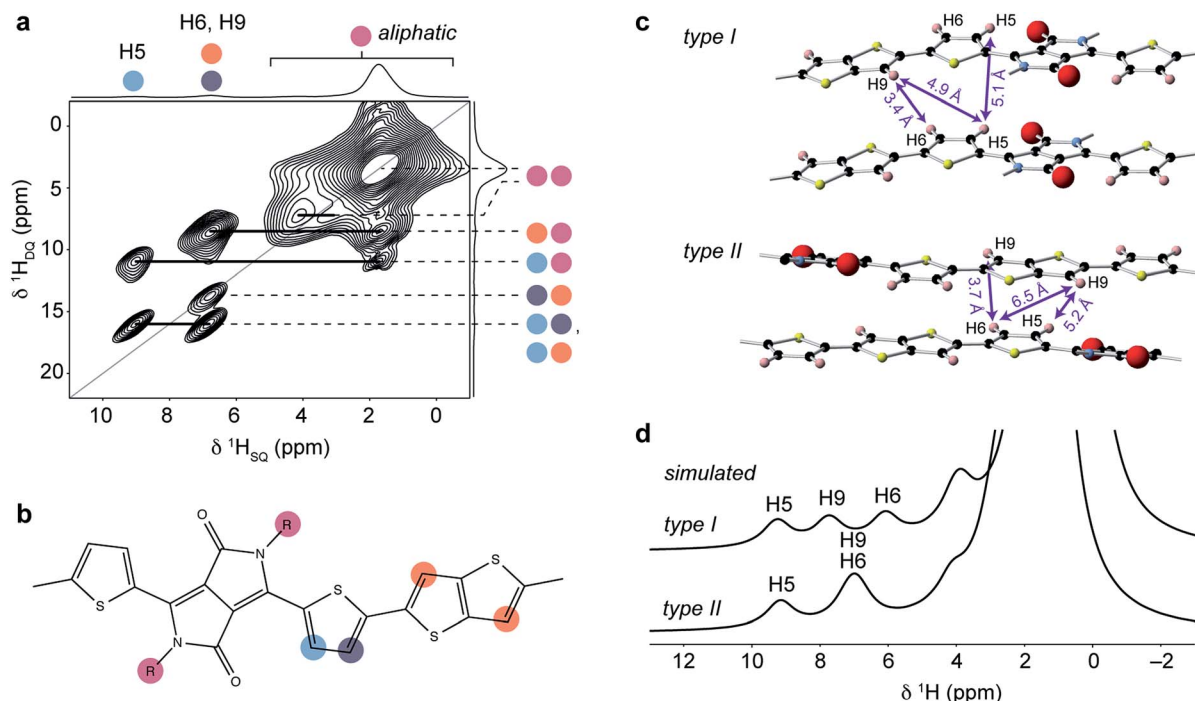 a
H5
H6, H9
aliphatic
0
5
10
15
20
δ ¹H_DQ (ppm)
10 8 6 4 2 0
δ ¹H_SQ (ppm)
,
b
O
N
R
S
S
S
S
N
R
O
c
type I
H6
H5
H9
3.4 Å
4.9 Å
5.1 Å
H6
H5
type II
H9
H9
3.7 Å
6.5 Å
5.2 Å
H6
H5
d
simulated
type I
H5
H9
H6
type II
H5
H9
H6
12 10 8 6 4 2 0 −2
δ ¹H (ppm)